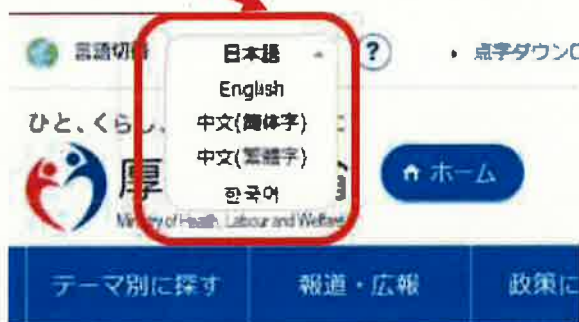 言語切替 日本語 ? 点字ダウンロ
English
ひと、くらし、
中文(簡体字)
中文(繁體字)
厚
한국어
ホーム
Ministry of Health, Labour and Welfare
テーマ別に探す 報道・広報 政策に